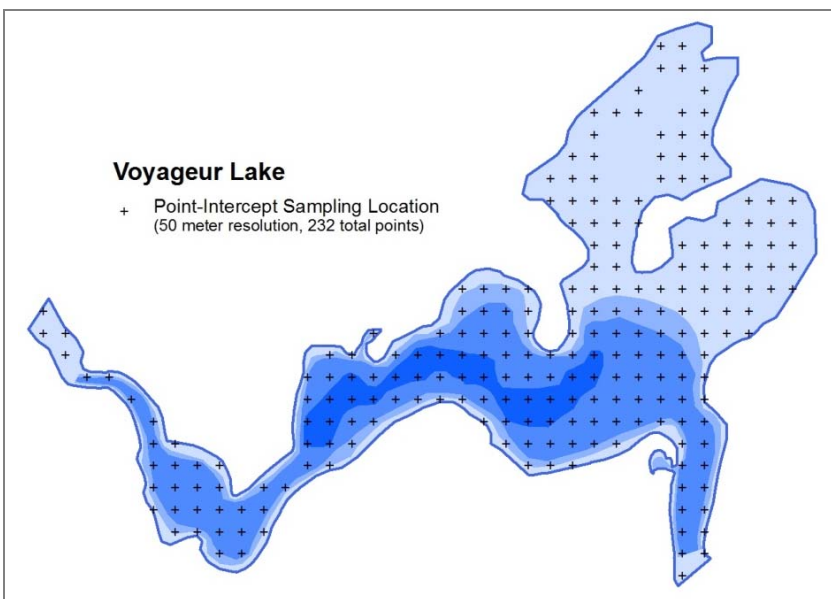 Voyageur Lake
+ Point-Intercept Sampling Location
(50 meter resolution, 232 total points)